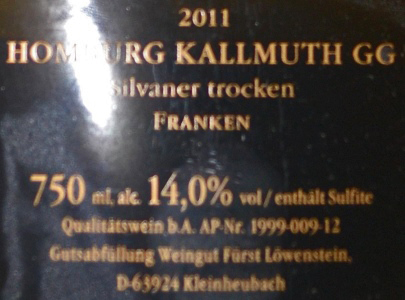 2011
HOMBURG KALLMUTH GG
Silvaner trocken
FRANKEN
750 ml, alc. 14,0% vol / enthält Sulfite
Qualitätswein b.A. AP-Nr. 1999-009-12
Gutsabfüllung Weingut Fürst Löwenstein,
D-63924 Kleinheubach